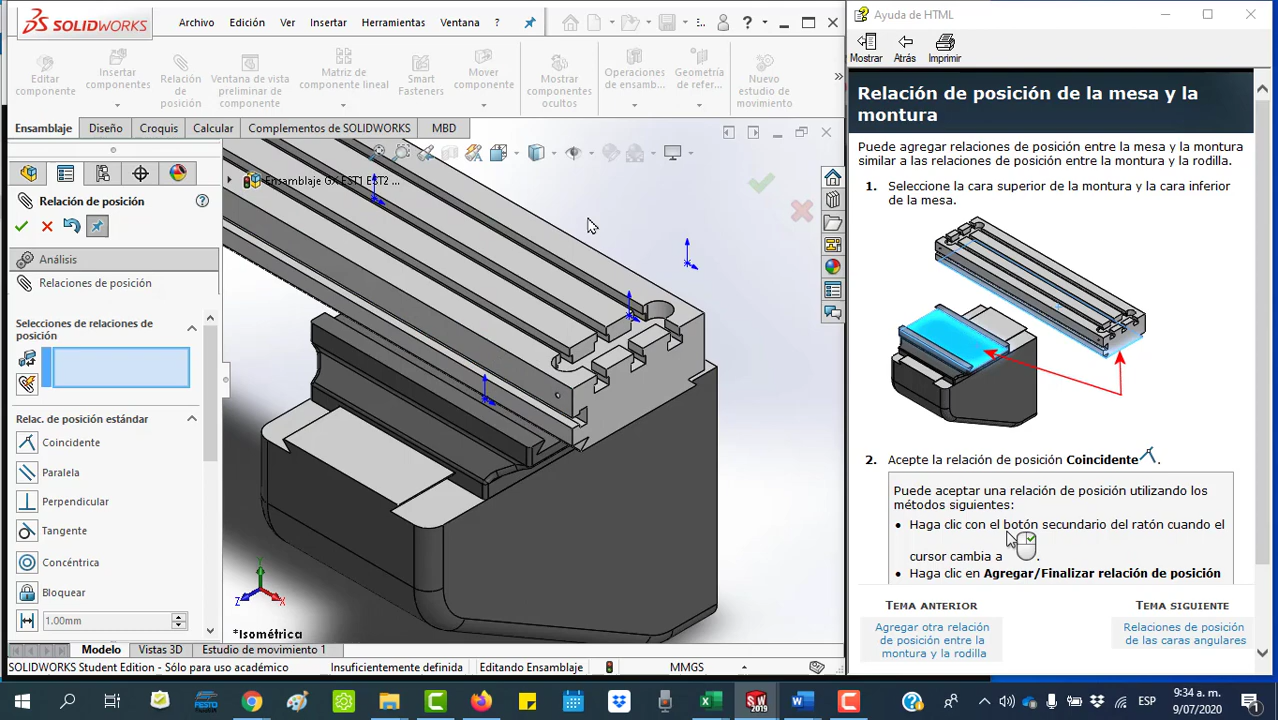 SOLIDWORKS
Archivo Edición Ver Insertar Herramientas Ventana ?
Editar componente
Insertar componentes
Relación de posición
Ventana de vista preliminar de componente
Matriz de componente lineal
Smart Fasteners
Mover componente
Mostrar componentes ocultos
Operaciones de ensamb...
Geometría de refer...
Nuevo estudio de movimiento
Ensamblaje Diseño Croquis Calcular Complementos de SOLIDWORKS MBD
Ensamblaje GX EST1 EST2 ...
Relación de posición
Análisis
Relaciones de posición
Selecciones de relaciones de
posición
Relac. de posición estándar
Coincidente
Paralela
Perpendicular
Tangente
Concéntrica
Bloquear
1.00mm
Y
Z
X
*Isométrica
Modelo Vistas 3D Estudio de movimiento 1
SOLIDWORKS Student Edition - Sólo para uso académico Insuficientemente definida Editando Ensamblaje MMGS
Ayuda de HTML
Mostrar Atrás Imprimir
Relación de posición de la mesa y la
montura
Puede agregar relaciones de posición entre la mesa y la montura
similar a las relaciones de posición entre la montura y la rodilla.
1. Seleccione la cara superior de la montura y la cara inferior
de la mesa.
2. Acepte la relación de posición Coincidente.
Puede aceptar una relación de posición utilizando los
métodos siguientes:
• Haga clic con el botón secundario del ratón cuando el
cursor cambia a .
• Haga clic en Agregar/Finalizar relación de posición
TEMA ANTERIOR
Agregar otra relación
de posición entre la
montura y la rodilla
TEMA SIGUIENTE
Relaciones de posición
de las caras angulares
FESTO
SW
2019
ESP
9:34 a. m.
9/07/2020
1